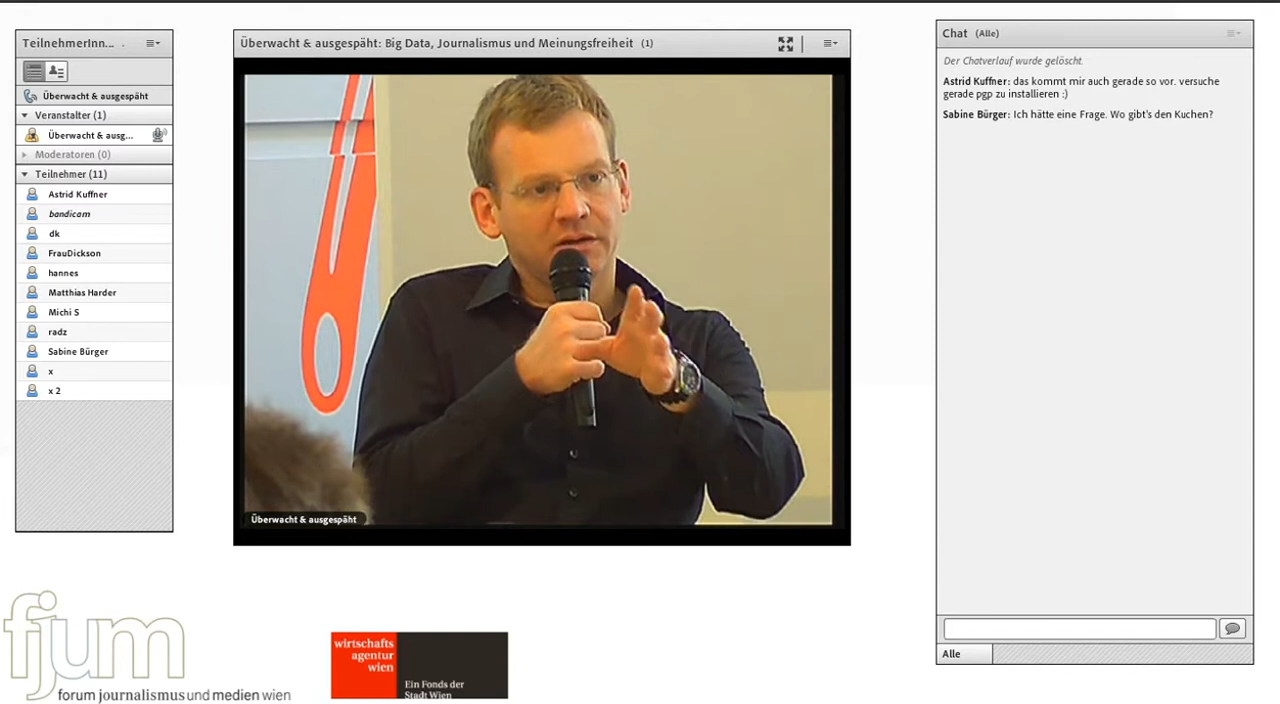 TeilnehmerInn...
Überwacht & ausgespäht
Veranstalter (1)
Überwacht & ausg...
Moderatoren (0)
Teilnehmer (11)
Astrid Kuffner
bandicam
dk
FrauDickson
hannes
Matthias Harder
Michi S
radz
Sabine Bürger
x
x 2
Überwacht & ausgespäht: Big Data, Journalismus und Meinungsfreiheit (1)
Überwacht & ausgespäht
Chat (Alle)
Der Chatverlauf wurde gelöscht.
Astrid Kuffner: das kommt mir auch gerade so vor. versuche
gerade pgp zu installieren :)
Sabine Bürger: Ich hätte eine Frage. Wo gibt's den Kuchen?
Alle
fjum
forum journalismus und medien wien
wirtschafts
agentur
wien
Ein Fonds der
Stadt Wien